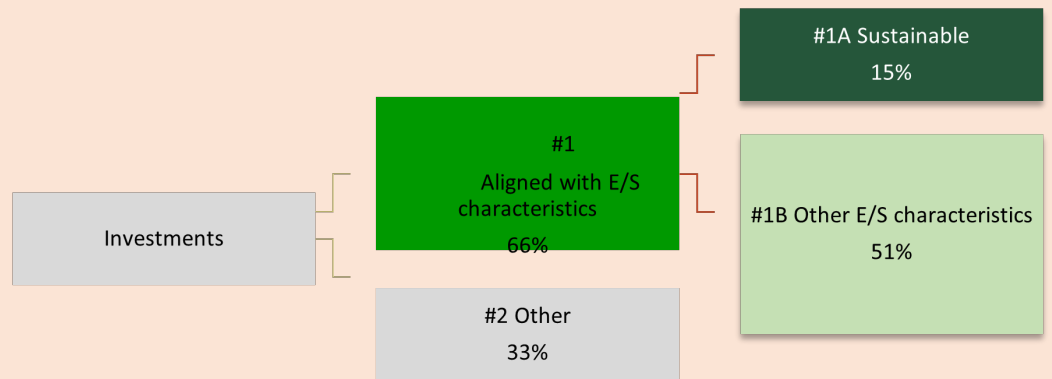 Investments
#1
Aligned with E/S
characteristics
66%
#2 Other
33%
#1A Sustainable
15%
#1B Other E/S characteristics
51%